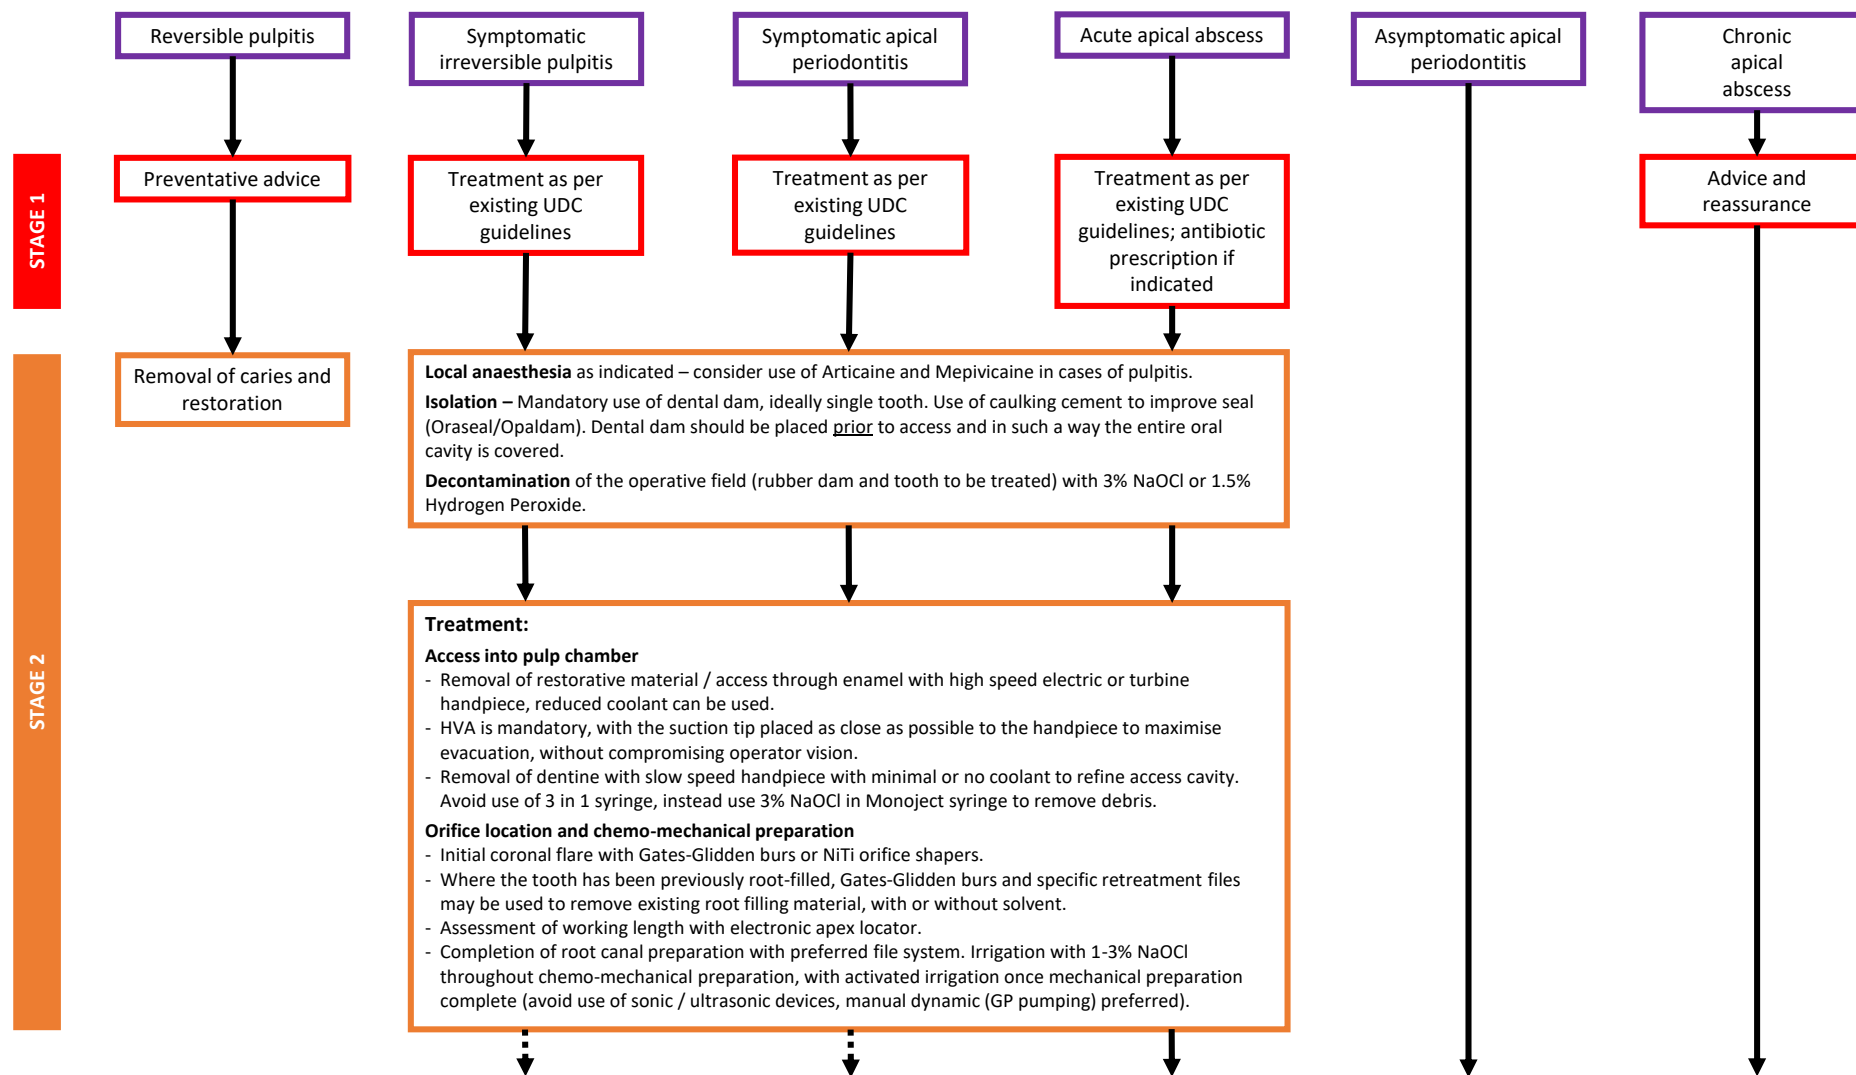 Reversible pulpitis
Symptomatic
irreversible pulpitis
Symptomatic apical
periodontitis
Acute apical abscess
Asymptomatic apical
periodontitis
Chronic
apical
abscess
STAGE 1
Preventative advice
Treatment as per
existing UDC
guidelines
Treatment as per
existing UDC
guidelines
Treatment as per
existing UDC
guidelines; antibiotic
prescription if
indicated
Advice and
reassurance
STAGE 2
Removal of caries and
restoration
Local anaesthesia as indicated – consider use of Articaine and Mepivicaine in cases of pulpitis.
Isolation – Mandatory use of dental dam, ideally single tooth. Use of caulking cement to improve seal
(Oraseal/Opaldam). Dental dam should be placed prior to access and in such a way the entire oral
cavity is covered.
Decontamination of the operative field (rubber dam and tooth to be treated) with 3% NaOCl or 1.5%
Hydrogen Peroxide.
Treatment:
Access into pulp chamber
- Removal of restorative material / access through enamel with high speed electric or turbine
handpiece, reduced coolant can be used.
- HVA is mandatory, with the suction tip placed as close as possible to the handpiece to maximise
evacuation, without compromising operator vision.
- Removal of dentine with slow speed handpiece with minimal or no coolant to refine access cavity.
Avoid use of 3 in 1 syringe, instead use 3% NaOCl in Monoject syringe to remove debris.
Orifice location and chemo-mechanical preparation
- Initial coronal flare with Gates-Glidden burs or NiTi orifice shapers.
- Where the tooth has been previously root-filled, Gates-Glidden burs and specific retreatment files
may be used to remove existing root filling material, with or without solvent.
- Assessment of working length with electronic apex locator.
- Completion of root canal preparation with preferred file system. Irrigation with 1-3% NaOCl
throughout chemo-mechanical preparation, with activated irrigation once mechanical preparation
complete (avoid use of sonic / ultrasonic devices, manual dynamic (GP pumping) preferred).